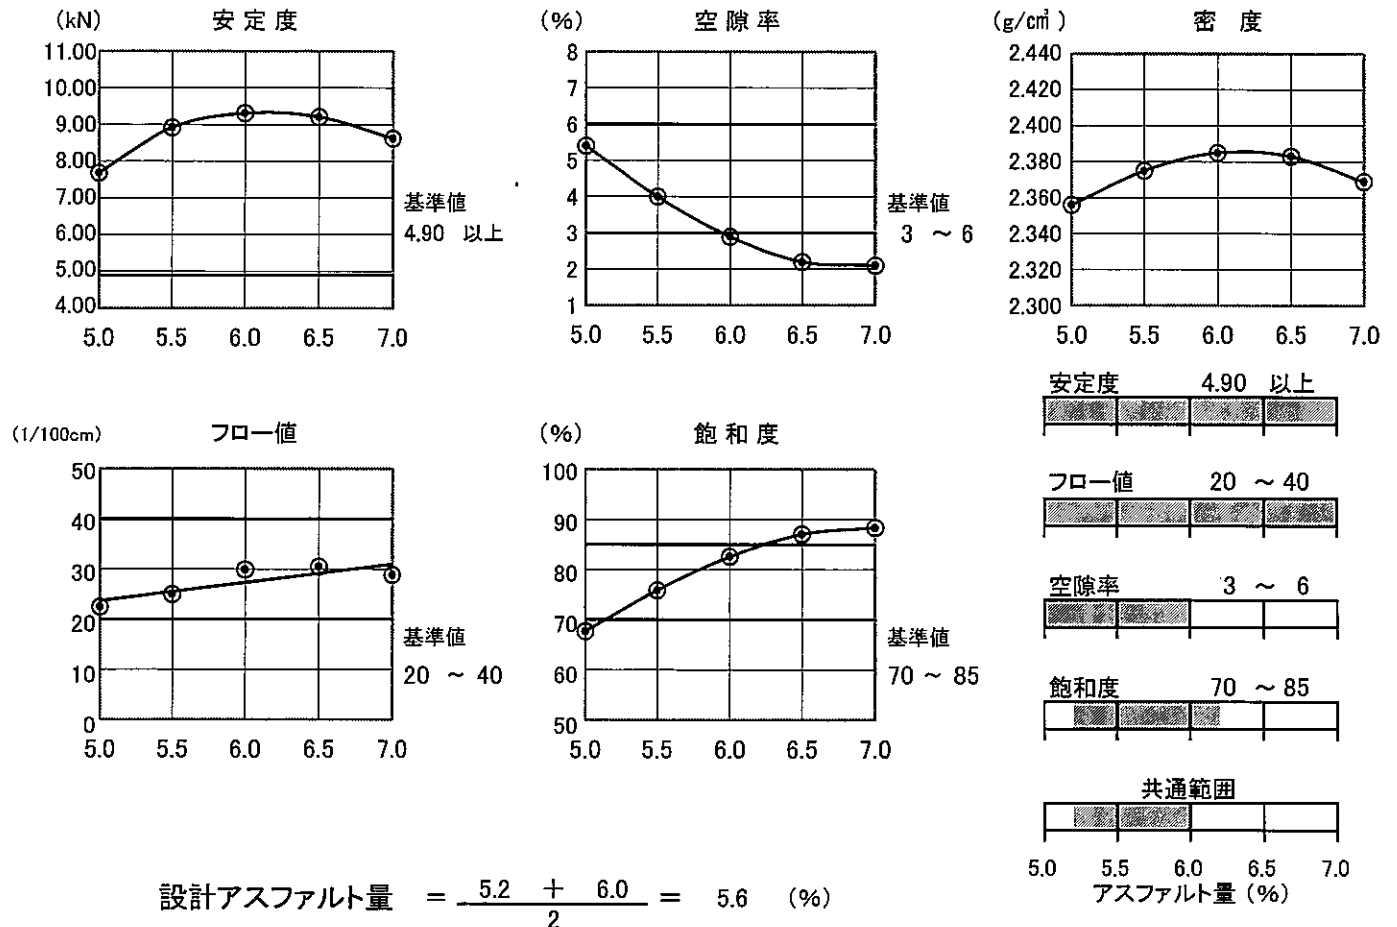 (kN) 安定度
11.00
10.00
9.00
8.00
7.00
6.00
5.00
4.00
5.0 5.5 6.0 6.5 7.0
基準値
4.90 以上
(%) 空隙率
8
7
6
5
4
3
2
1
5.0 5.5 6.0 6.5 7.0
基準値
3 ~ 6
(g/c㎥) 密度
2.440
2.420
2.400
2.380
2.360
2.340
2.320
2.300
5.0 5.5 6.0 6.5 7.0
(1/100cm) フロー値
50
40
30
20
10
0
5.0 5.5 6.0 6.5 7.0
基準値
20 ~ 40
(%) 飽和度
100
90
80
70
60
50
5.0 5.5 6.0 6.5 7.0
基準値
70 ~ 85
安定度 4.90 以上
フロー値 20 ~ 40
空隙率 3 ~ 6
飽和度 70 ~ 85
共通範囲
5.0 5.5 6.0 6.5 7.0
アスファルト量 (%)
設計アスファルト量 = 5.2 + 6.0 = 5.6 (%)
2